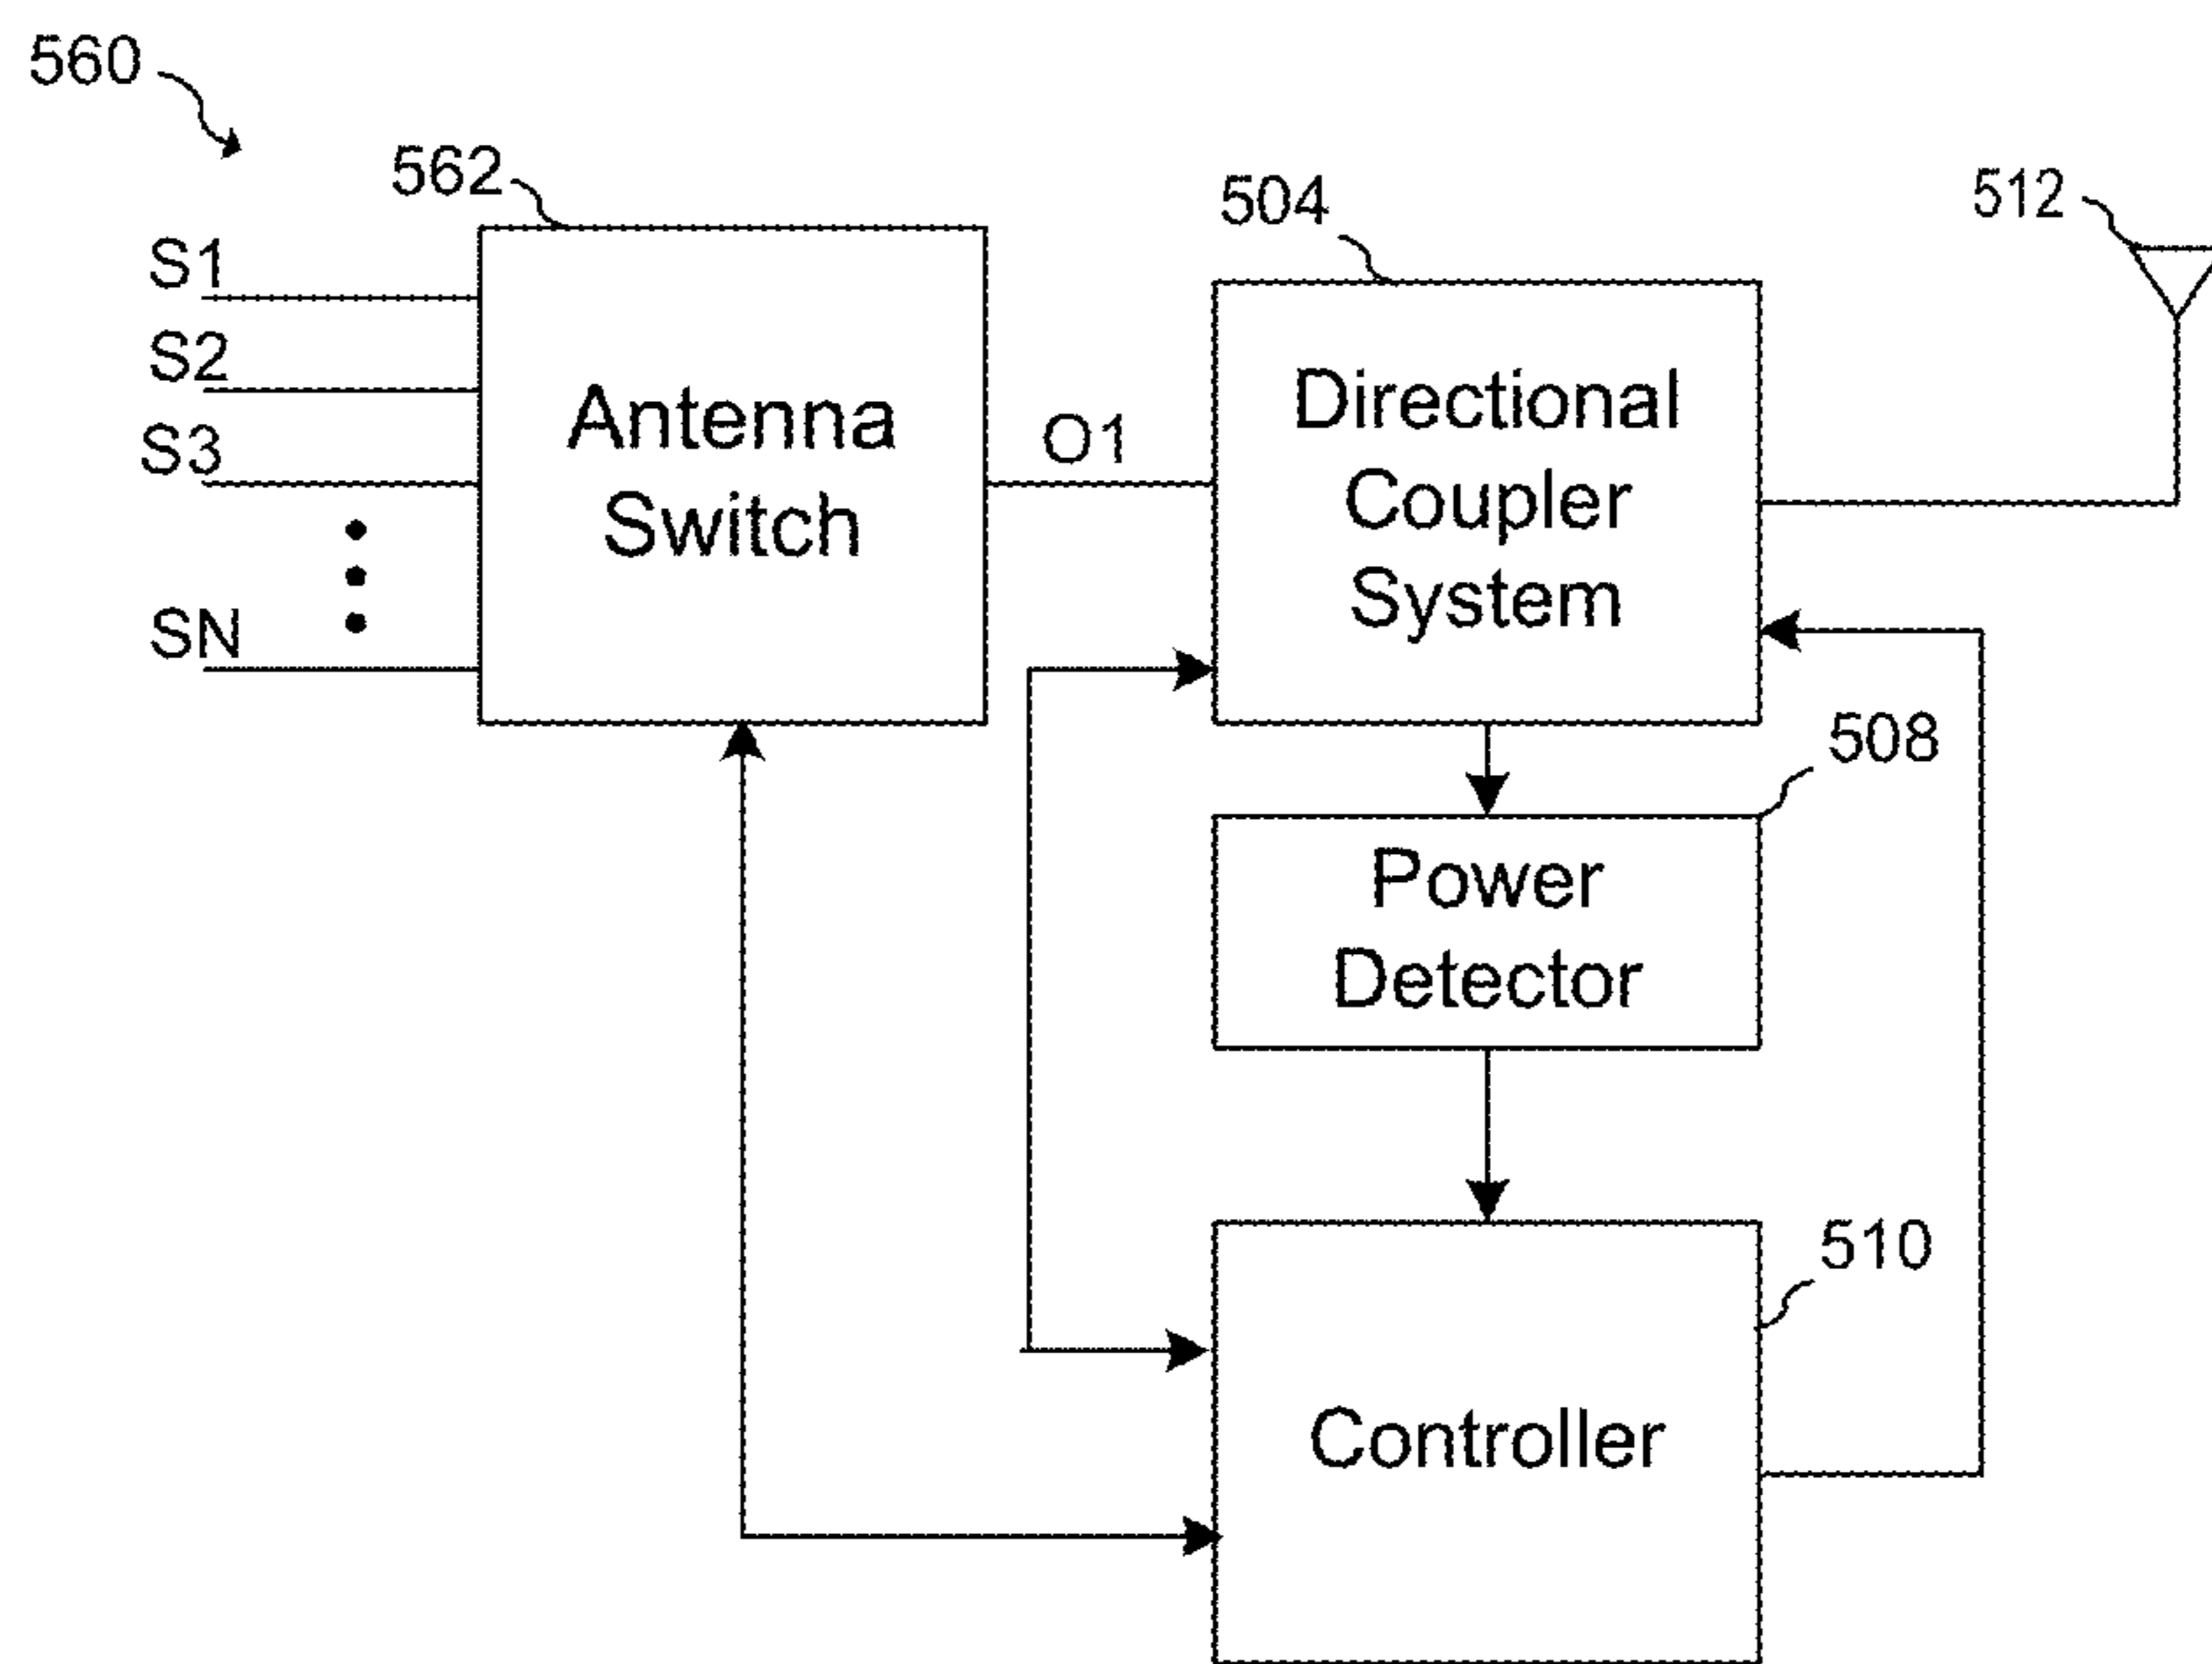 560
562
504
512
S1
S2
S3
SN
Antenna
Switch
O1
Directional
Coupler
System
508
Power
Detector
510
Controller